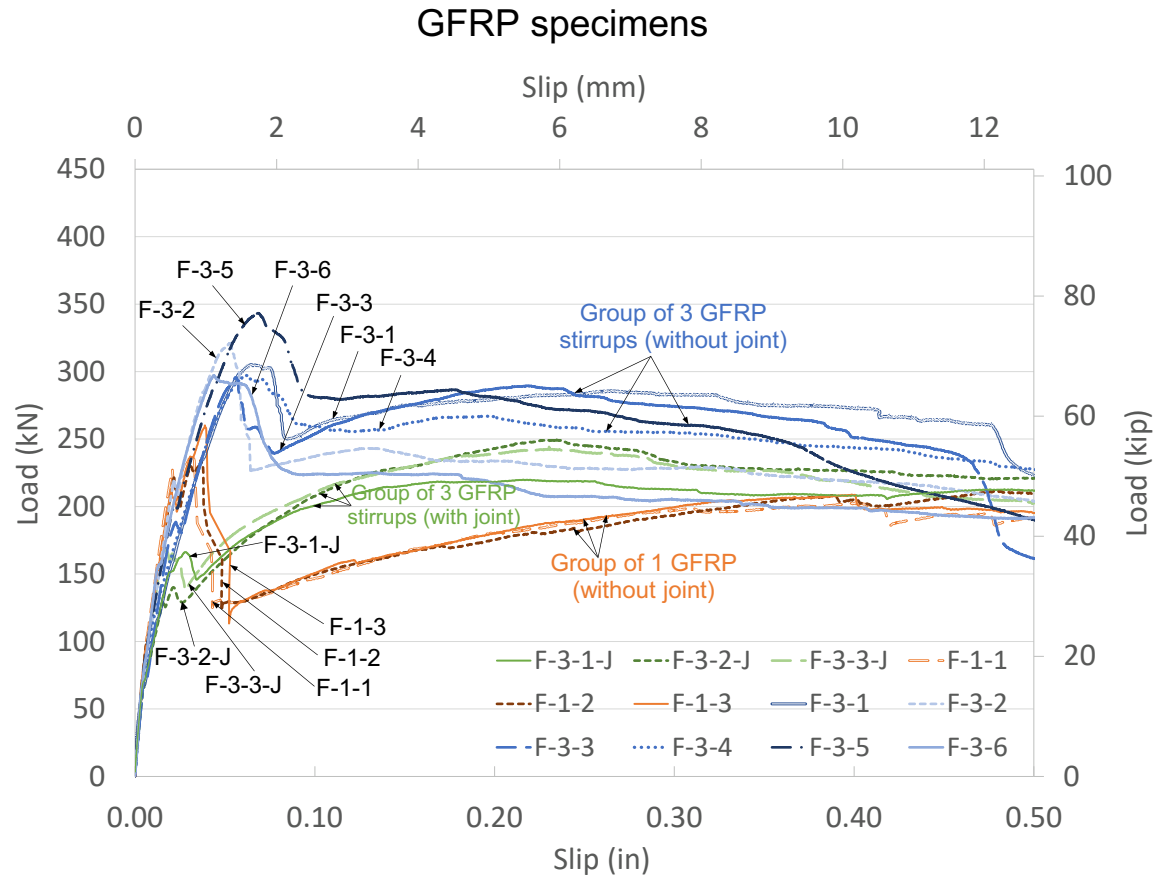 GFRP specimens
Slip (mm)
0 2 4 6 8 10 12
450
400
350
300
250
200
150
100
50
0
Load (kN)
100
80
60
40
20
0
Load (kip)
F-3-5
F-3-6
F-3-2
F-3-3
F-3-1
F-3-4
Group of 3 GFRP
stirrups (without joint)
Group of 3 GFRP
stirrups (with joint)
F-3-1-J
Group of 1 GFRP
(without joint)
F-1-3
F-3-2-J
F-1-2
F-3-3-J
F-1-1
F-3-1-J F-3-2-J F-3-3-J F-1-1
F-1-2 F-1-3 F-3-1 F-3-2
F-3-3 F-3-4 F-3-5 F-3-6
0.00 0.10 0.20 0.30 0.40 0.50
Slip (in)